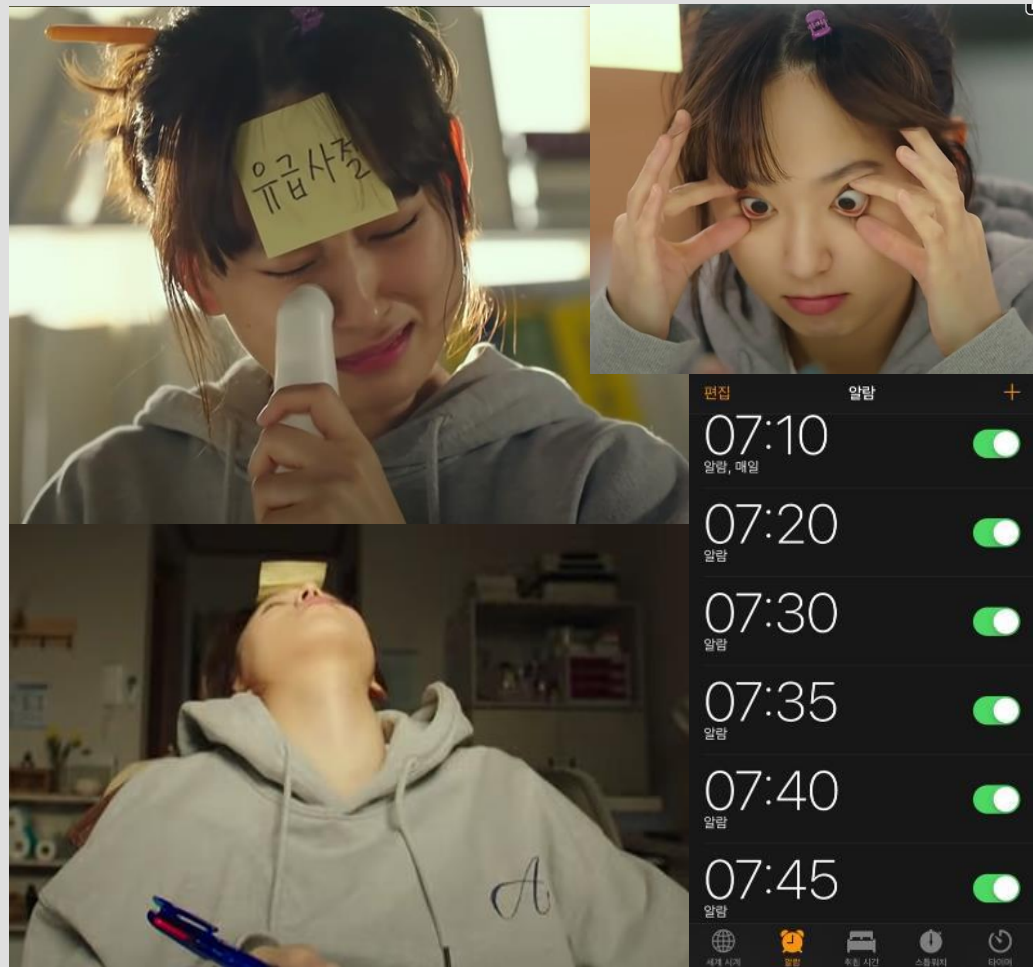 유급사절
편집 알람 +
07:10
알람, 매일
07:20
알람
07:30
알람
07:35
알람
07:40
알람
07:45
알람
A
세계 시계 알람 취침 시간 스톱워치 타이머